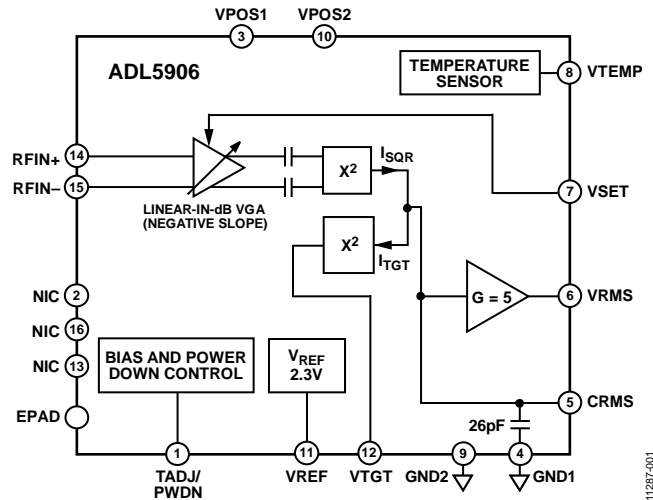 VPOS1 VPOS2
3 10
ADL5906
TEMPERATURE
SENSOR
8 VTEMP
RFIN+ 14
RFIN– 15
X²
ISQR
LINEAR-IN-dB VGA
(NEGATIVE SLOPE)
7 VSET
X²
ITGT
NIC 2
NIC 16
NIC 13
EPAD
G = 5
6 VRMS
BIAS AND POWER
DOWN CONTROL
VREF
2.3V
5 CRMS
26pF
1 11 12 9 4
TADJ/
PWDN
VREF VTGT GND2 GND1
11287-001